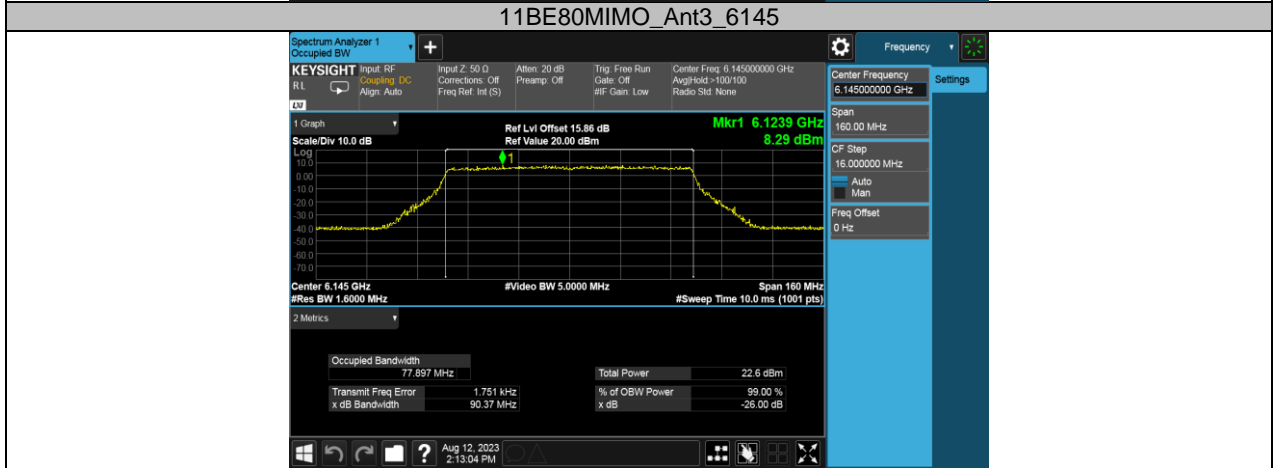 11BE80MIMO_Ant3_6145
Spectrum Analyzer 1
Occupied BW
+
Frequency
KEYSIGHT
RL
LXI
Input: RF
Coupling: DC
Align: Auto
Input Z: 50 Ω
Corrections: Off
Freq Ref: Int (S)
Atten: 20 dB
Preamp: Off
Trig: Free Run
Gate: Off
#IF Gain: Low
Center Freq: 6.145000000 GHz
Avg|Hold:>100/100
Radio Std: None
Center Frequency
6.145000000 GHz
Settings
Span
160.00 MHz
CF Step
16.000000 MHz
Auto
Man
Freq Offset
0 Hz
1 Graph
Scale/Div 10.0 dB
Ref Lvl Offset 15.86 dB
Ref Value 20.00 dBm
Mkr1 6.1239 GHz
8.29 dBm
Log
1
10.0
0.00
-10.0
-20.0
-30.0
-40.0
-50.0
-60.0
-70.0
Center 6.145 GHz
#Video BW 5.0000 MHz
Span 160 MHz
#Res BW 1.6000 MHz
#Sweep Time 10.0 ms (1001 pts)
2 Metrics
Occupied Bandwidth
77.897 MHz
Total Power 22.6 dBm
Transmit Freq Error 1.751 kHz
% of OBW Power 99.00 %
x dB Bandwidth 90.37 MHz
x dB -26.00 dB
?
Aug 12, 2023
2:13:04 PM